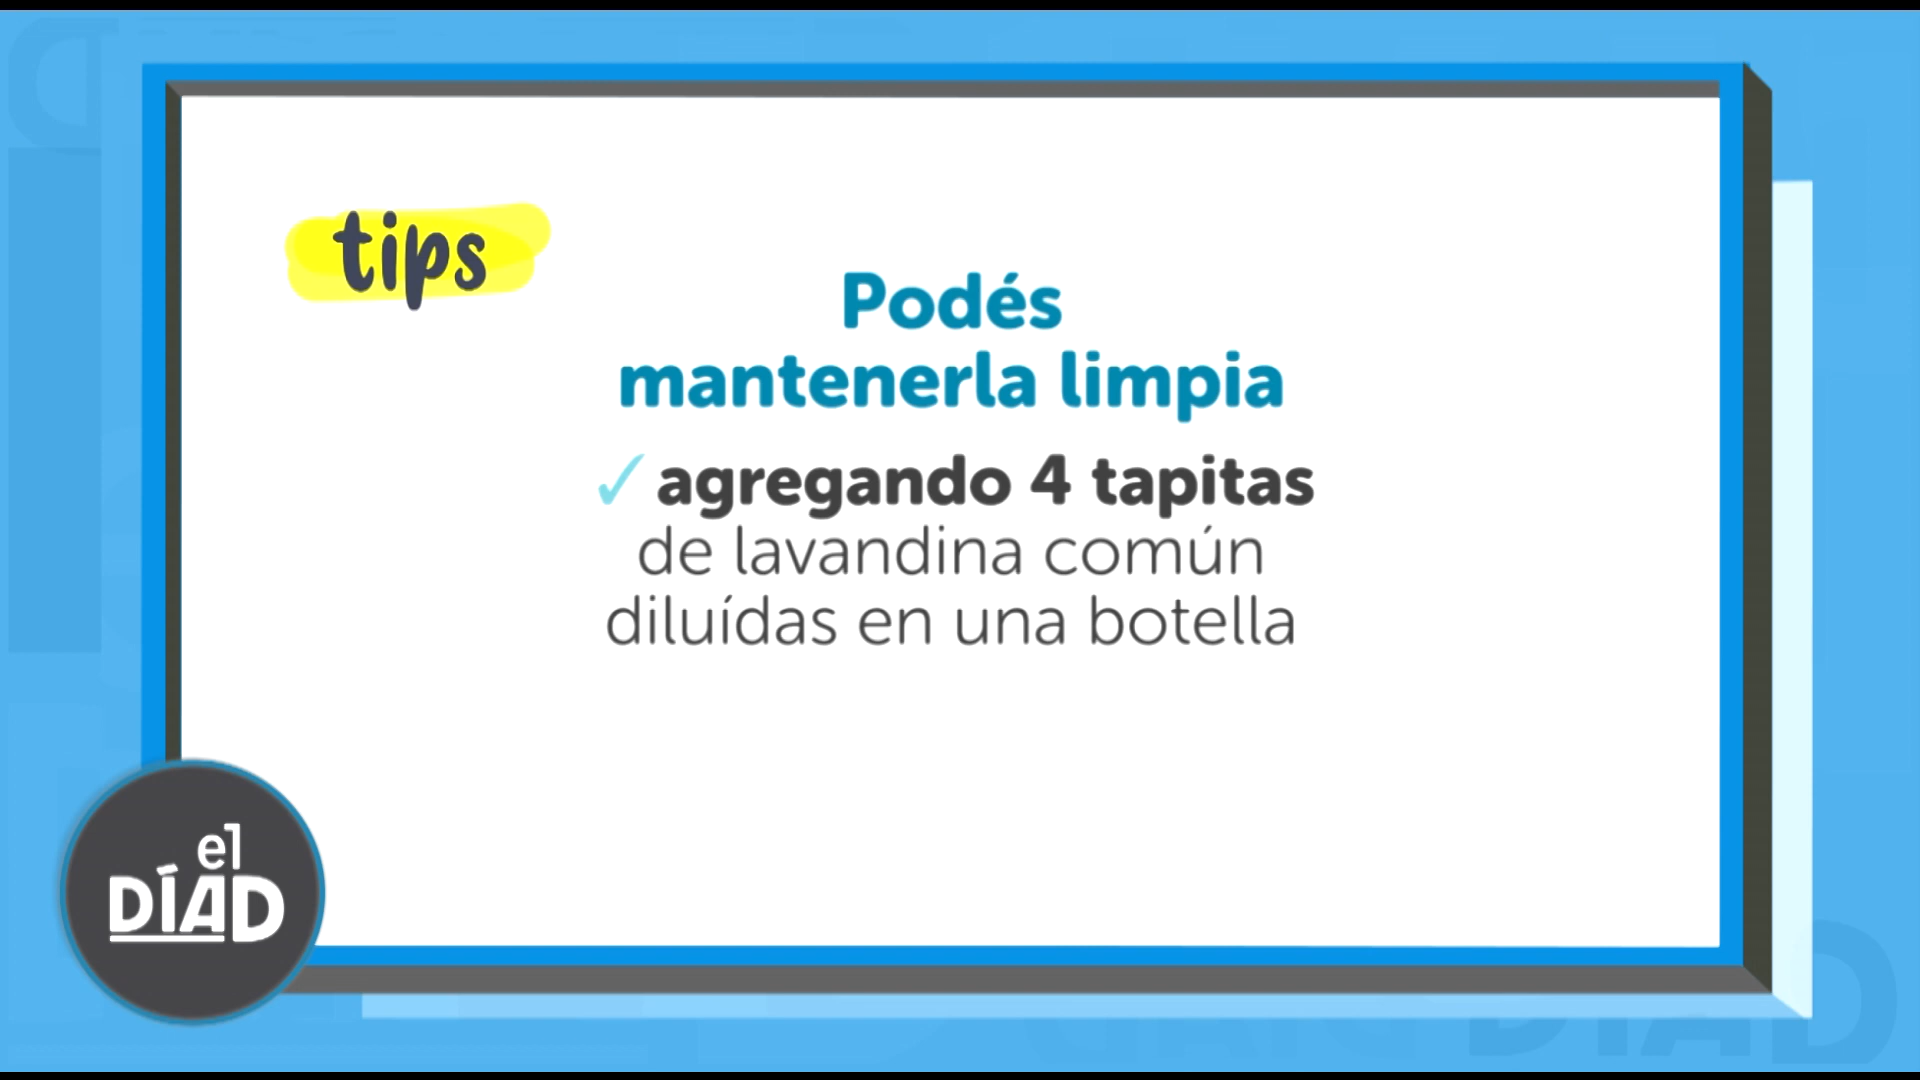 tips
Podés
mantenerla limpia
✓ agregando 4 tapitas
de lavandina común
diluídas en una botella
el
DÍAD